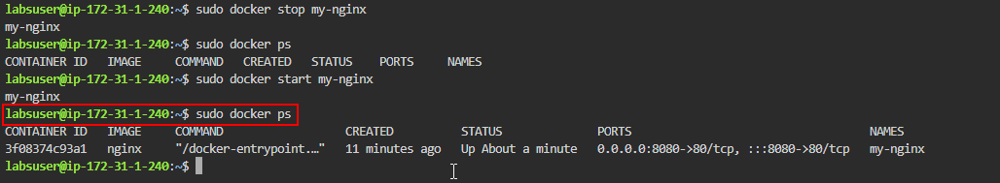 labsuser@ip-172-31-1-240:~$ sudo docker stop my-nginx
my-nginx
labsuser@ip-172-31-1-240:~$ sudo docker ps
CONTAINER ID   IMAGE     COMMAND   CREATED   STATUS    PORTS     NAMES
labsuser@ip-172-31-1-240:~$ sudo docker start my-nginx
my-nginx
labsuser@ip-172-31-1-240:~$ sudo docker ps
CONTAINER ID   IMAGE     COMMAND                  CREATED          STATUS              PORTS                                   NAMES
3f08374c93a1   nginx     "/docker-entrypoint.…"   11 minutes ago   Up About a minute   0.0.0.0:8080->80/tcp, :::8080->80/tcp   my-nginx
labsuser@ip-172-31-1-240:~$